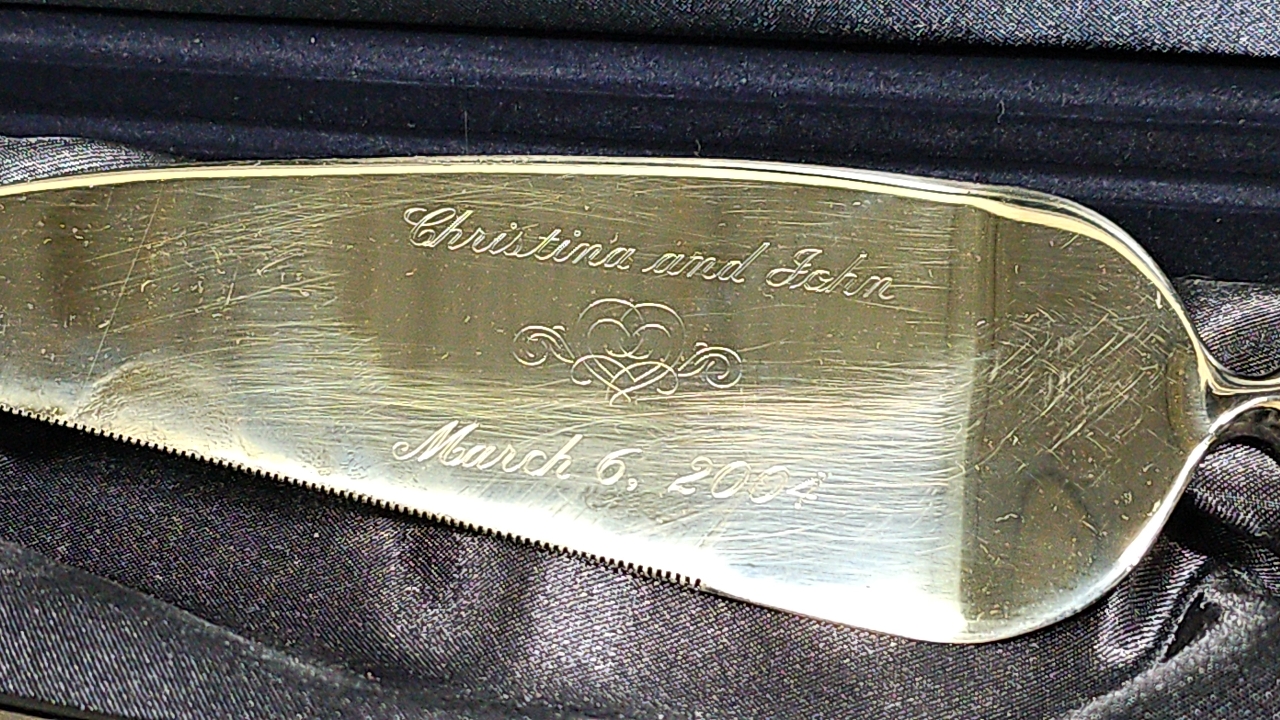 Christina and John
March 6, 2004